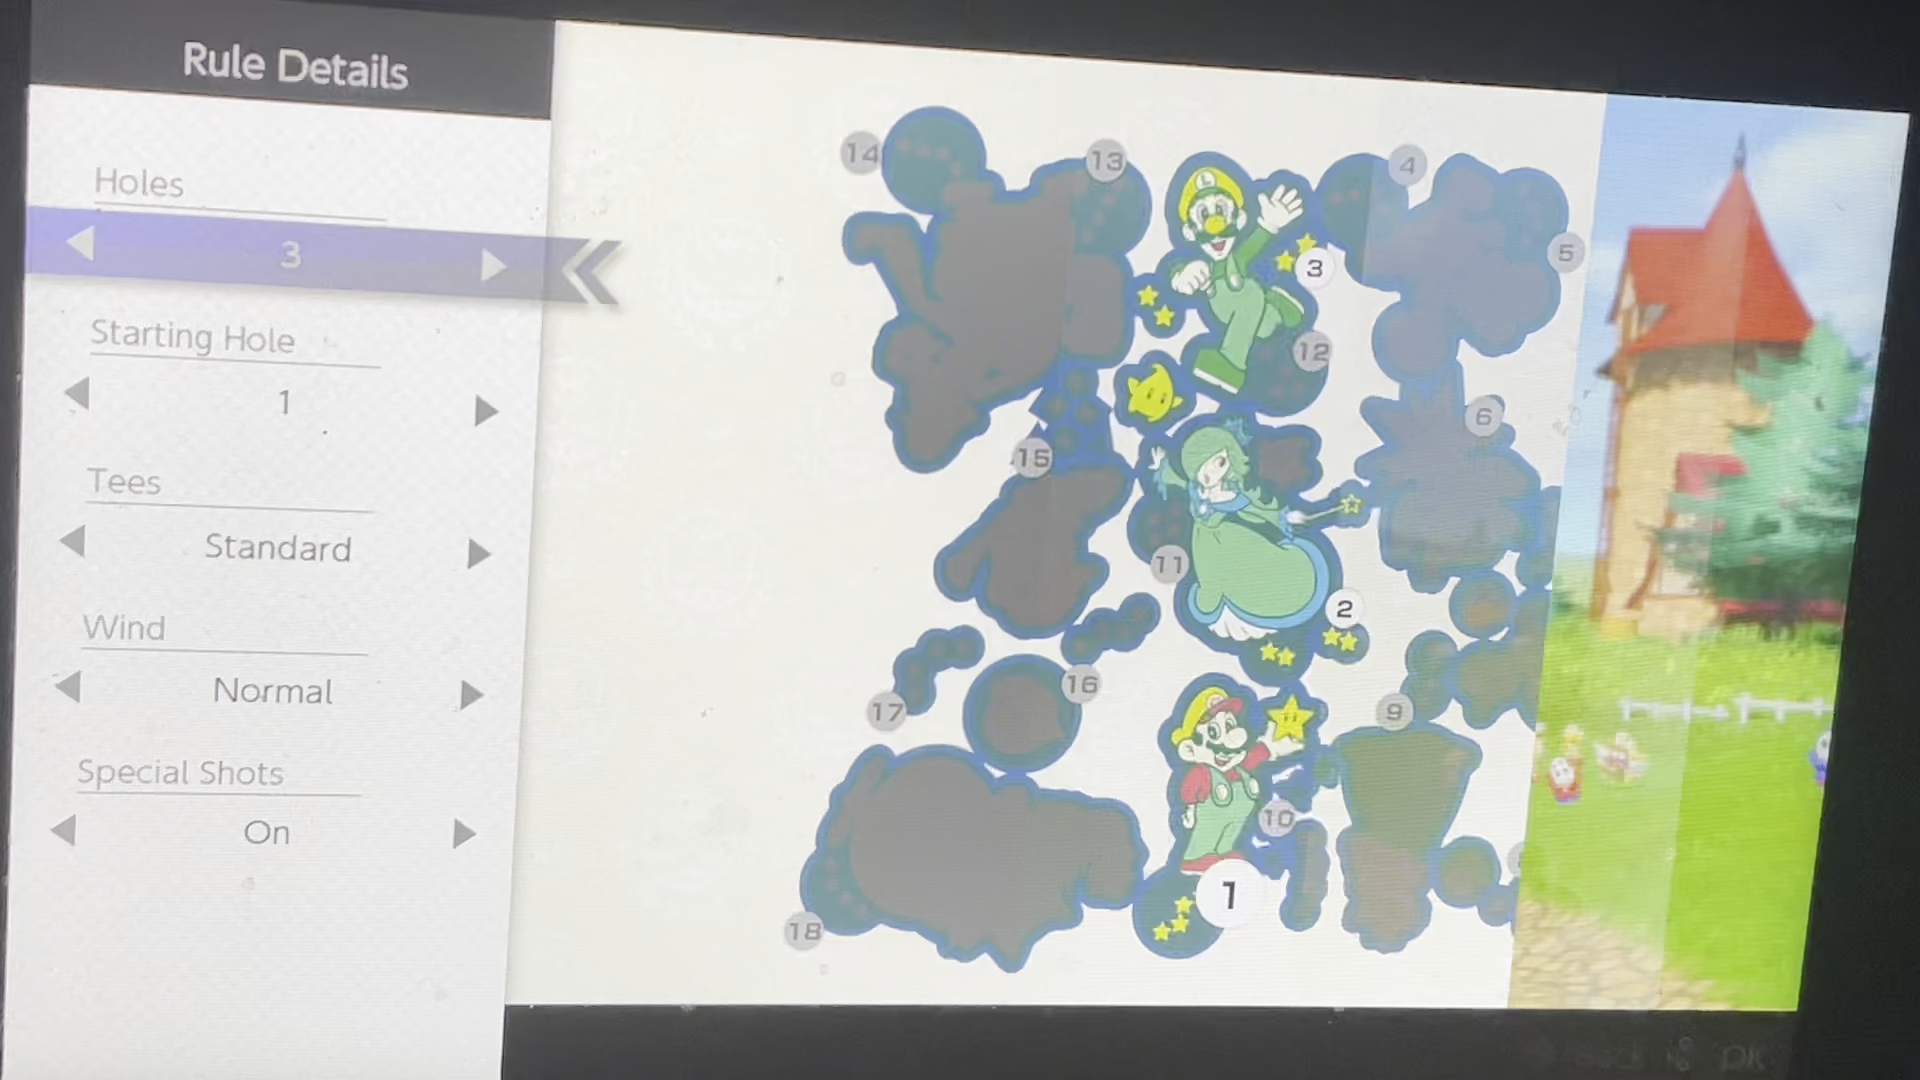 Rule Details
Holes
3
Starting Hole
1
Tees
Standard
Wind
Normal
Special Shots
On
14
13
4
L
3
5
12
6
15
11
2
16
17
9
10
1
18
OK